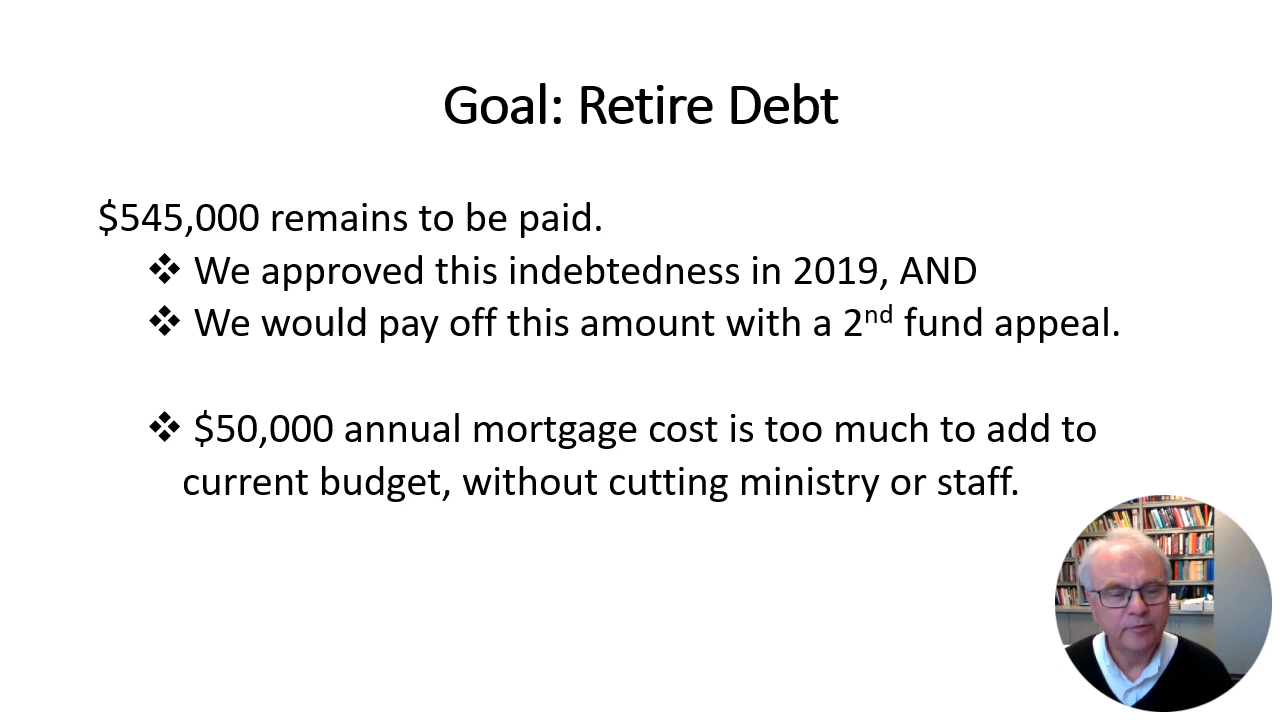 Goal: Retire Debt
$545,000 remains to be paid.
❖ We approved this indebtedness in 2019, AND
❖ We would pay off this amount with a 2nd fund appeal.
❖ $50,000 annual mortgage cost is too much to add to
current budget, without cutting ministry or staff.